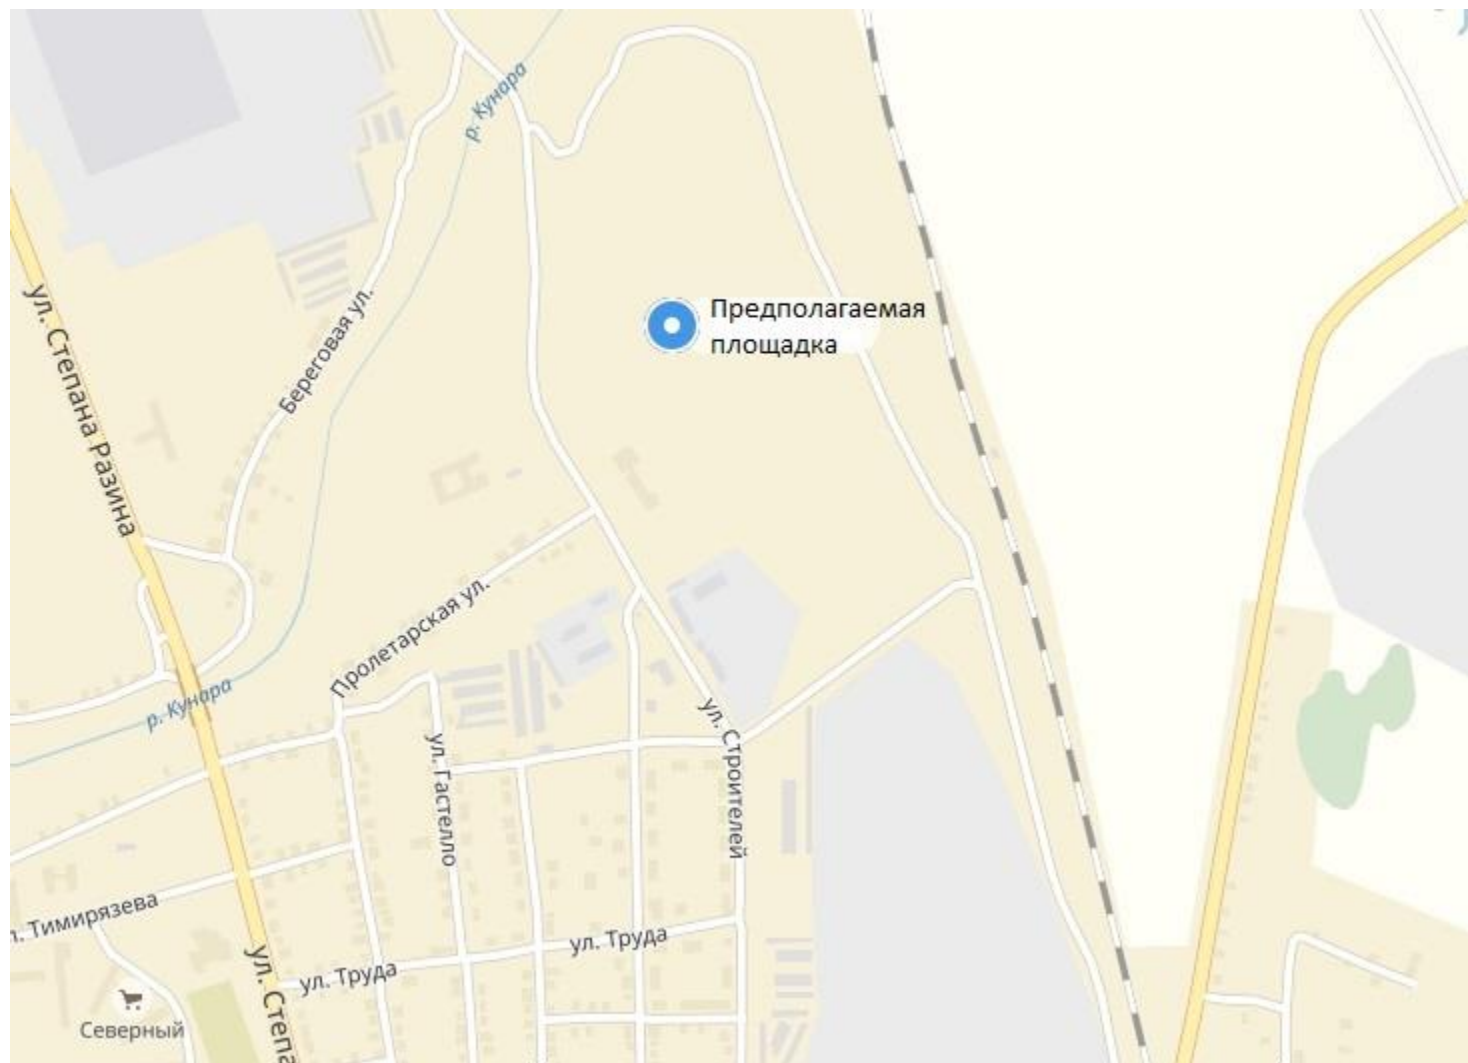 р. Кунара
ул. Степана Разина
Береговая ул.
Предполагаемая
площадка
Пролетарская ул.
р. Кунара
ул. Гастелло
ул. Строителей
л. Тимирязева
ул. Труда
ул. Труда
ул. Степа
Северный